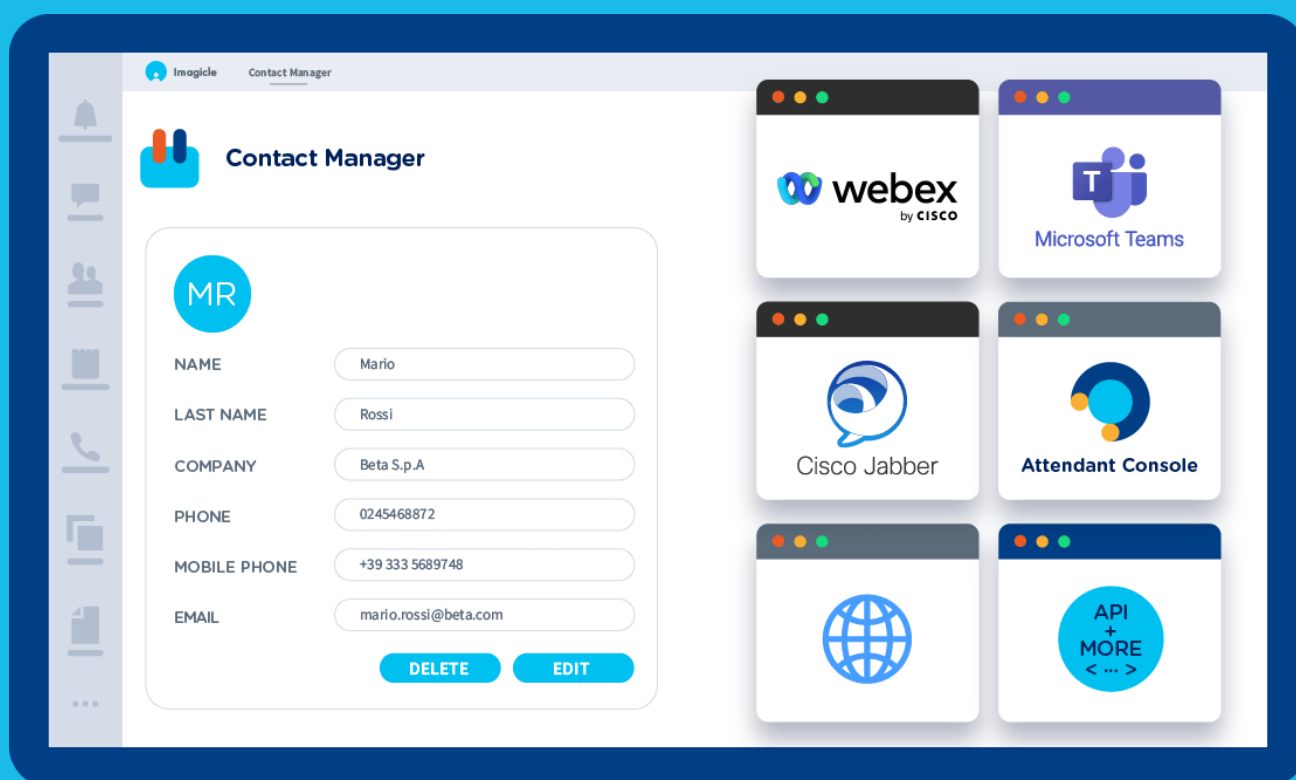 Imagicle Contact Manager
Contact Manager
MR
NAME Mario
LAST NAME Rossi
COMPANY Beta S.p.A
PHONE 0245468872
MOBILE PHONE +39 333 5689748
EMAIL mario.rossi@beta.com
DELETE EDIT
webex
by CISCO
T
Microsoft Teams
Cisco Jabber
Attendant Console
API
+
MORE
< ... >